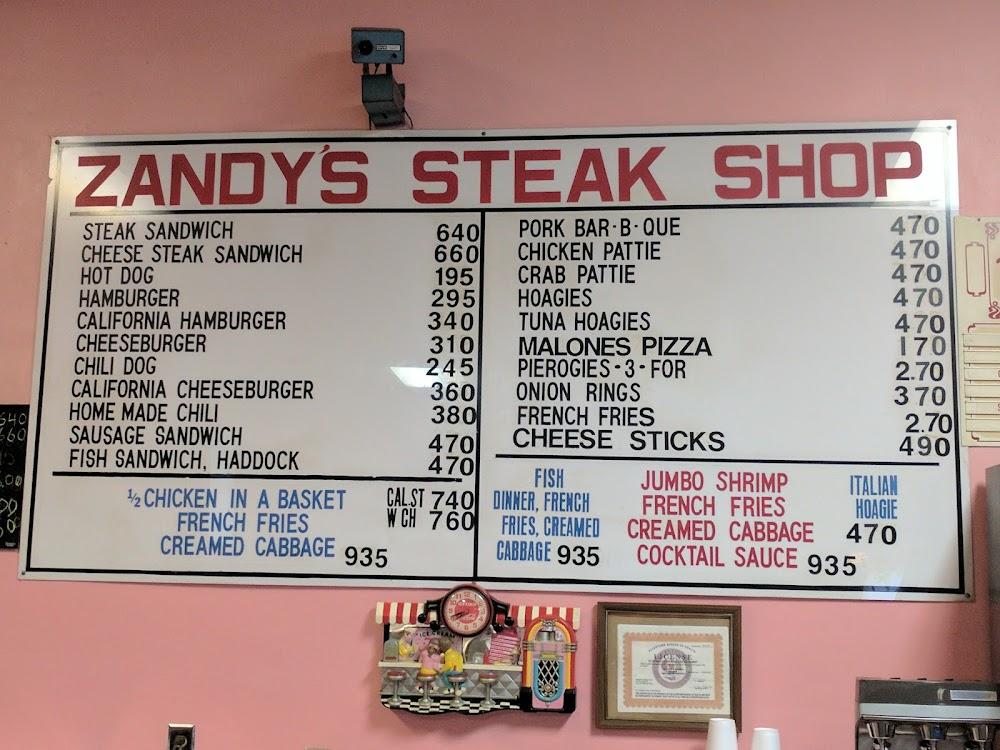 ZANDY'S STEAK SHOP
STEAK SANDWICH 640
CHEESE STEAK SANDWICH 660
HOT DOG 195
HAMBURGER 295
CALIFORNIA HAMBURGER 340
CHEESEBURGER 310
CHILI DOG 245
CALIFORNIA CHEESEBURGER 360
HOME MADE CHILI 380
SAUSAGE SANDWICH 470
FISH SANDWICH, HADDOCK 470
PORK BAR-B-QUE 470
CHICKEN PATTIE 470
CRAB PATTIE 470
HOAGIES 470
TUNA HOAGIES 470
MALONES PIZZA 170
PIEROGIES-3-FOR 2.70
ONION RINGS 370
FRENCH FRIES 2.70
CHEESE STICKS 490
½ CHICKEN IN A BASKET
FRENCH FRIES
CREAMED CABBAGE 935
CAL.ST 740
W CH 760
FISH
DINNER, FRENCH
FRIES, CREAMED
CABBAGE 935
JUMBO SHRIMP
FRENCH FRIES
CREAMED CABBAGE
COCKTAIL SAUCE 935
ITALIAN
HOAGIE
470
640
660
ICE CREAM
LICENSE